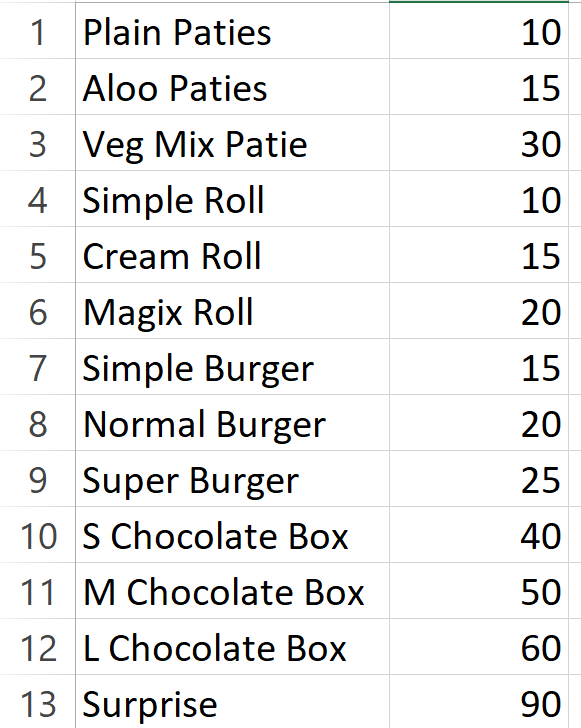 1 Plain Paties 10
2 Aloo Paties 15
3 Veg Mix Patie 30
4 Simple Roll 10
5 Cream Roll 15
6 Magix Roll 20
7 Simple Burger 15
8 Normal Burger 20
9 Super Burger 25
10 S Chocolate Box 40
11 M Chocolate Box 50
12 L Chocolate Box 60
13 Surprise 90